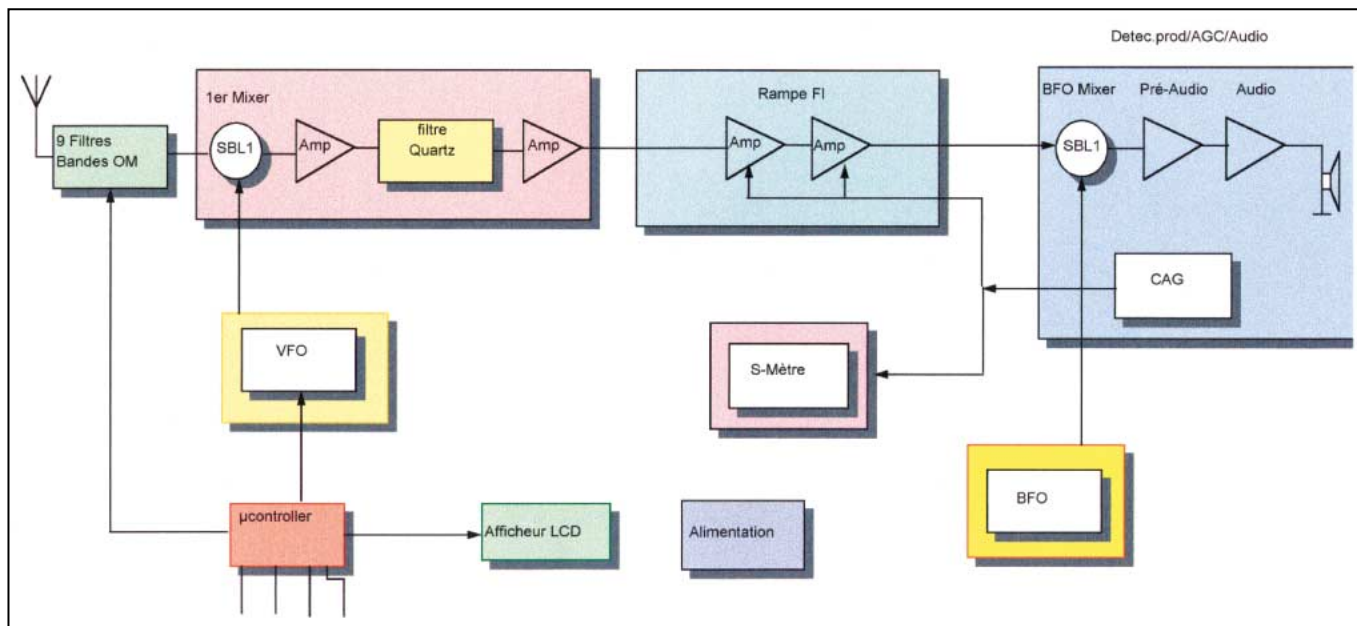 Detec.prod/AGC/Audio
1er Mixer
Rampe FI
BFO Mixer
Pré-Audio
Audio
9 Filtres
Bandes OM
SBL1
Amp
filtre
Quartz
Amp
Amp
Amp
SBL1
CAG
VFO
S-Mètre
BFO
µcontroller
Afficheur LCD
Alimentation